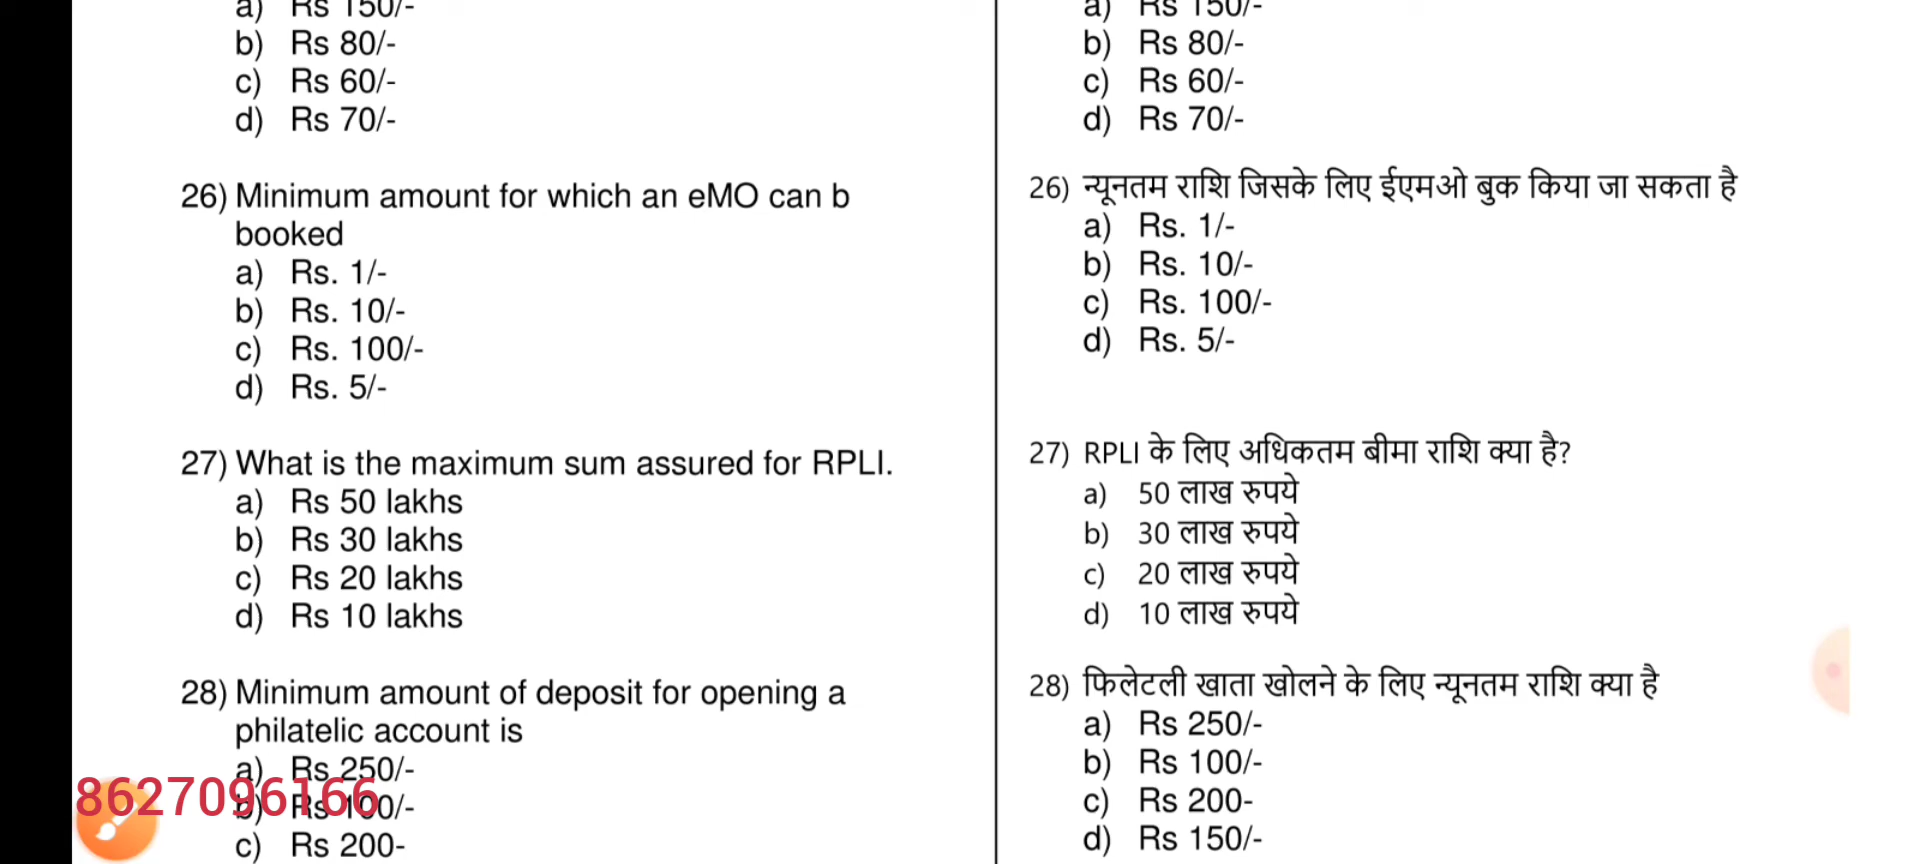 a) Rs 150/-
b) Rs 80/-
c) Rs 60/-
d) Rs 70/-
26) Minimum amount for which an eMO can b
booked
a) Rs. 1/-
b) Rs. 10/-
c) Rs. 100/-
d) Rs. 5/-
27) What is the maximum sum assured for RPLI.
a) Rs 50 lakhs
b) Rs 30 lakhs
c) Rs 20 lakhs
d) Rs 10 lakhs
28) Minimum amount of deposit for opening a
philatelic account is
a) Rs 250/-
b) Rs 100/-
c) Rs 200-
8627096166
a) Rs 150/-
b) Rs 80/-
c) Rs 60/-
d) Rs 70/-
26) न्यूनतम राशि जिसके लिए ईएमओ बुक किया जा सकता है
a) Rs. 1/-
b) Rs. 10/-
c) Rs. 100/-
d) Rs. 5/-
27) RPLI के लिए अधिकतम बीमा राशि क्या है?
a) 50 लाख रुपये
b) 30 लाख रुपये
c) 20 लाख रुपये
d) 10 लाख रुपये
28) फिलेटली खाता खोलने के लिए न्यूनतम राशि क्या है
a) Rs 250/-
b) Rs 100/-
c) Rs 200-
d) Rs 150/-